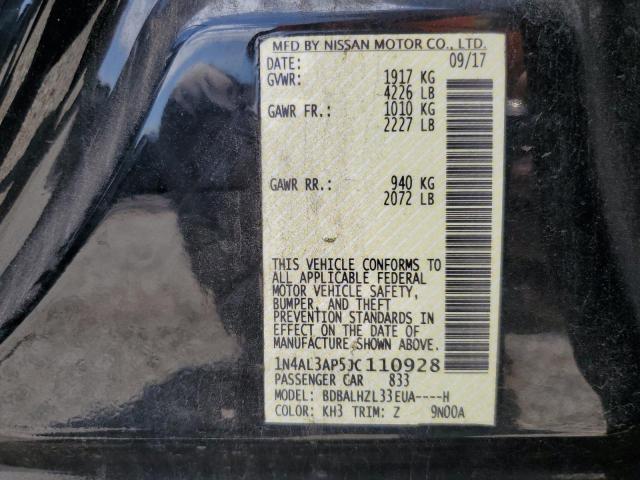 MFD BY NISSAN MOTOR CO., LTD.
DATE: 09/17
GVWR: 1917 KG
4226 LB
GAWR FR.: 1010 KG
2227 LB
GAWR RR.: 940 KG
2072 LB
THIS VEHICLE CONFORMS TO
ALL APPLICABLE FEDERAL
MOTOR VEHICLE SAFETY,
BUMPER, AND THEFT
PREVENTION STANDARDS IN
EFFECT ON THE DATE OF
MANUFACTURE SHOWN ABOVE.
1N4AL3AP5JC110928
PASSENGER CAR 833
MODEL: BDBALHZL33EUA----H
COLOR: KH3 TRIM: Z 9N00A